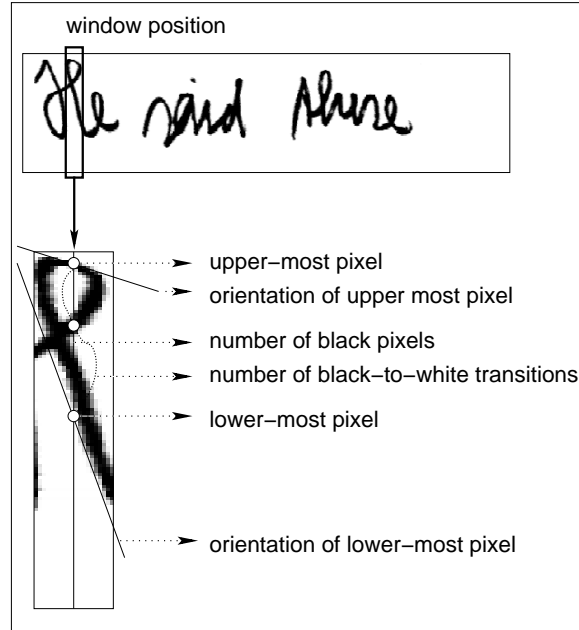 window position
He said there
upper-most pixel
orientation of upper most pixel
number of black pixels
number of black-to-white transitions
lower-most pixel
orientation of lower-most pixel